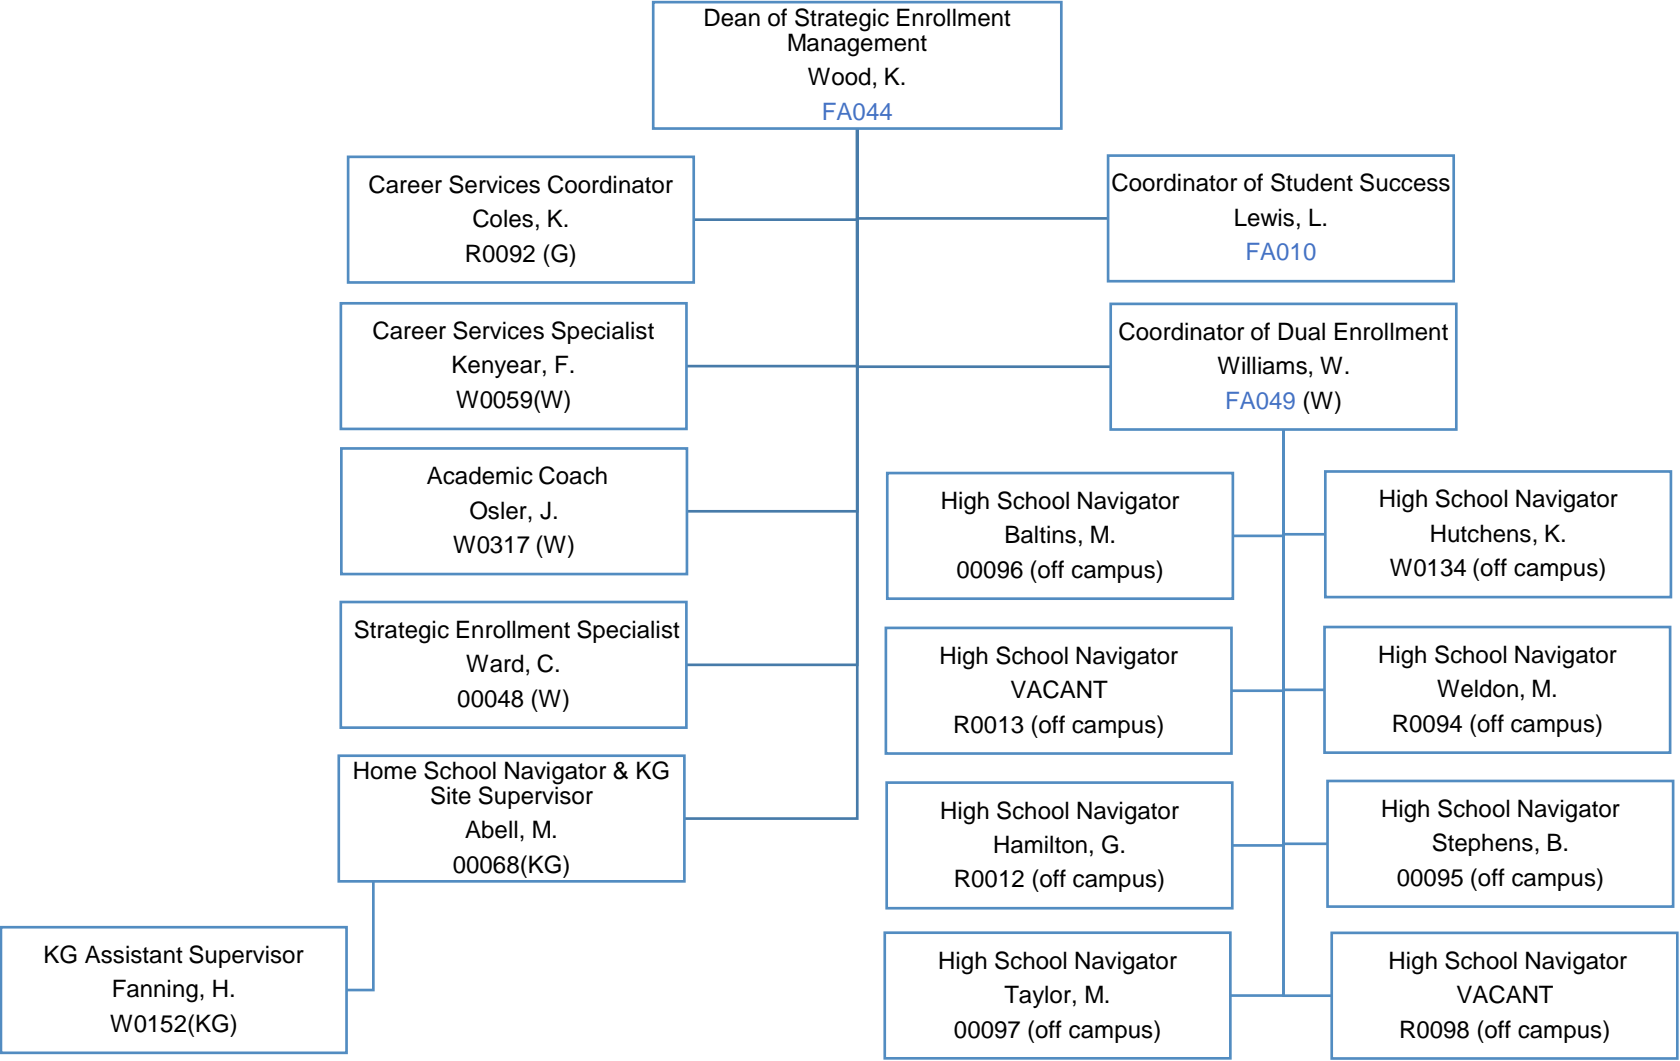 Dean of Strategic Enrollment
Management
Wood, K.
FA044
Career Services Coordinator
Coles, K.
R0092 (G)
Coordinator of Student Success
Lewis, L.
FA010
Career Services Specialist
Kenyear, F.
W0059(W)
Coordinator of Dual Enrollment
Williams, W.
FA049 (W)
Academic Coach
Osler, J.
W0317 (W)
High School Navigator
Baltins, M.
00096 (off campus)
High School Navigator
Hutchens, K.
W0134 (off campus)
Strategic Enrollment Specialist
Ward, C.
00048 (W)
High School Navigator
VACANT
R0013 (off campus)
High School Navigator
Weldon, M.
R0094 (off campus)
Home School Navigator & KG
Site Supervisor
Abell, M.
00068(KG)
High School Navigator
Hamilton, G.
R0012 (off campus)
High School Navigator
Stephens, B.
00095 (off campus)
KG Assistant Supervisor
Fanning, H.
W0152(KG)
High School Navigator
Taylor, M.
00097 (off campus)
High School Navigator
VACANT
R0098 (off campus)